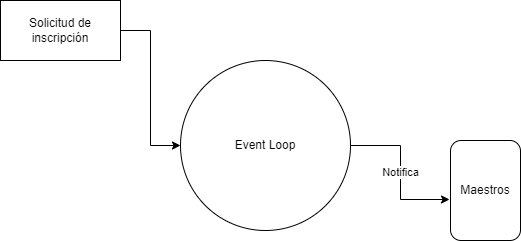 Solicitud de
inscripción
Event Loop
Notifica
Maestros